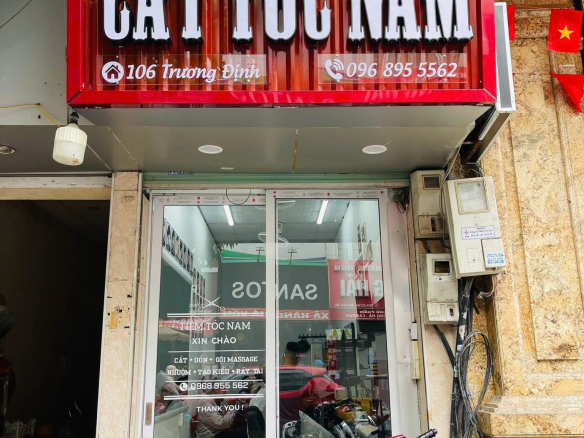 CẮT TÓC NAM
106 Trương Định
096 895 5562
SANTOS
TIỆM TÓC NAM
XIN CHÀO
CẮT • UỐN • GỘI MASSAGE
NHUỘM • TẠO KIỂU • RÁY TAI
0968 955 562
THANK YOU !